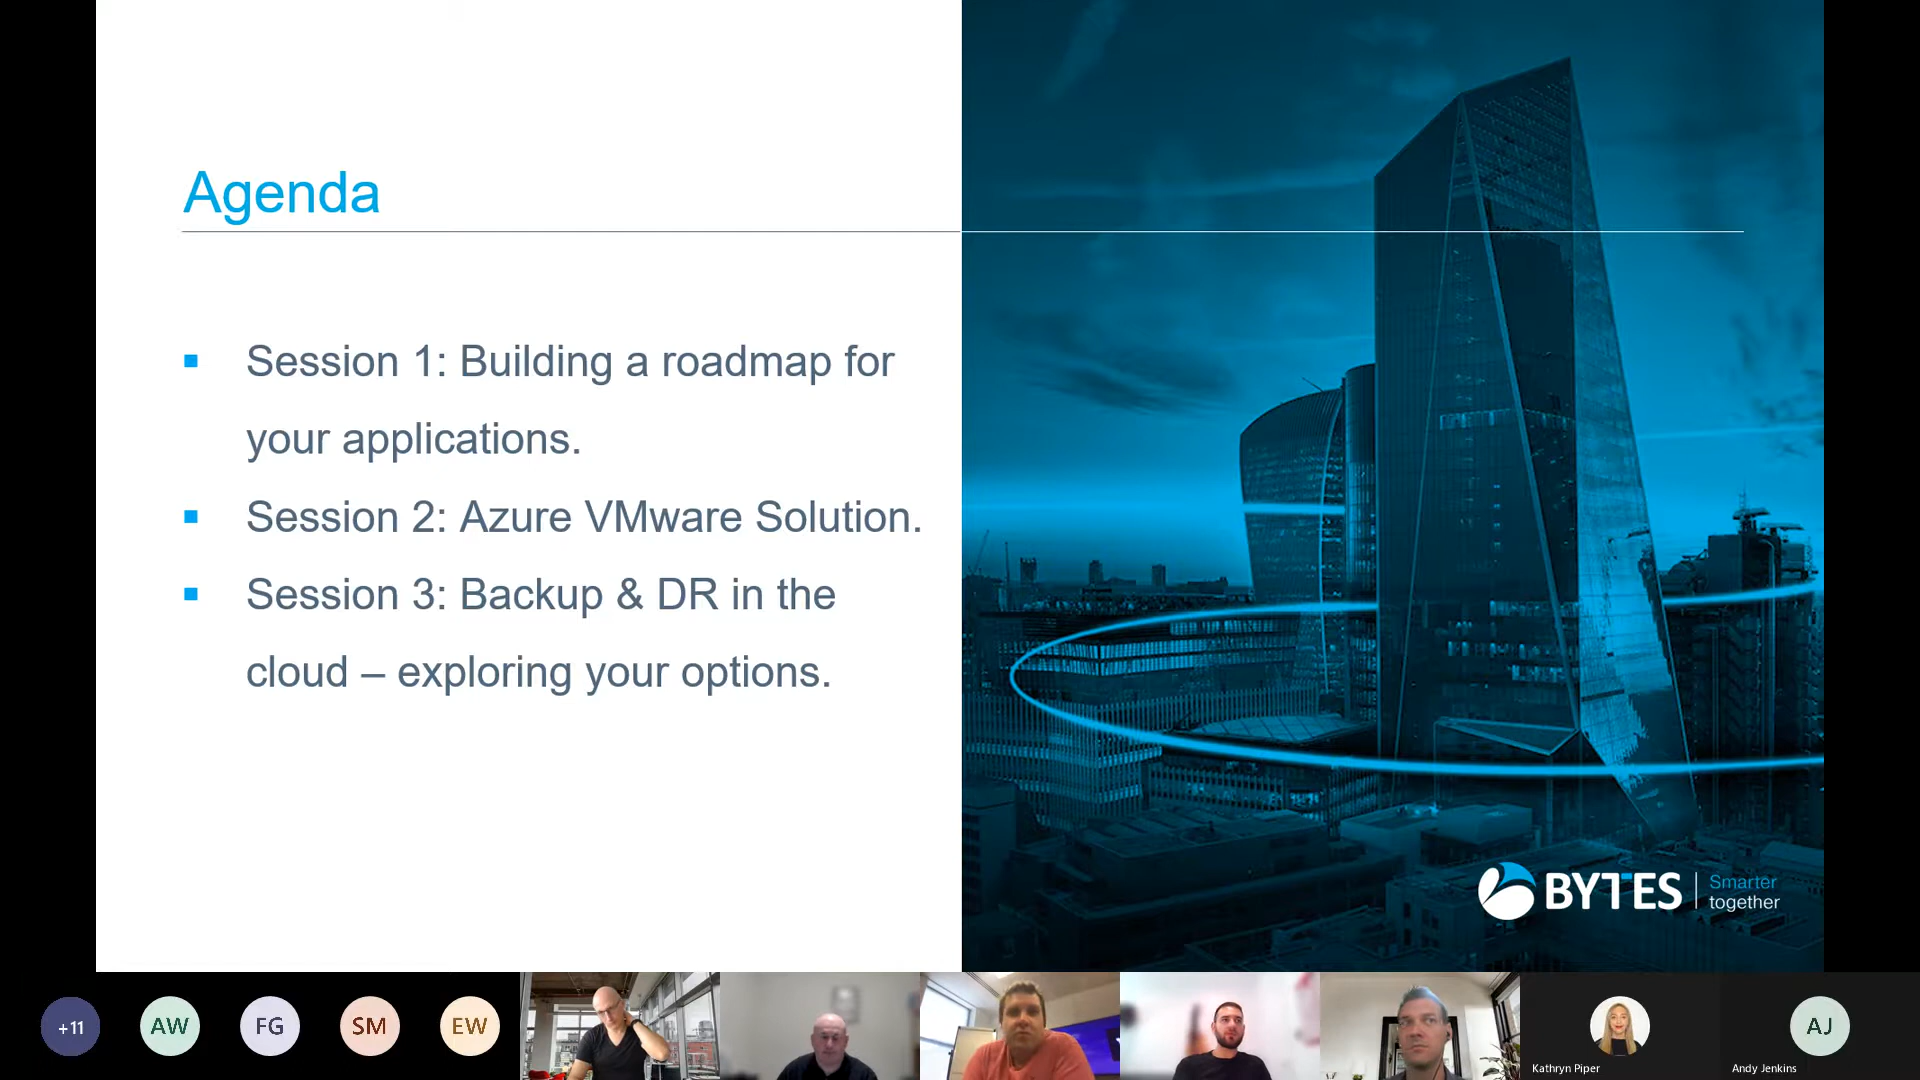 Agenda
Session 1: Building a roadmap for
your applications.
Session 2: Azure VMware Solution.
Session 3: Backup & DR in the
cloud – exploring your options.
BYTES
Smarter
together
+11
AW
FG
SM
EW
Kathryn Piper
AJ
Andy Jenkins